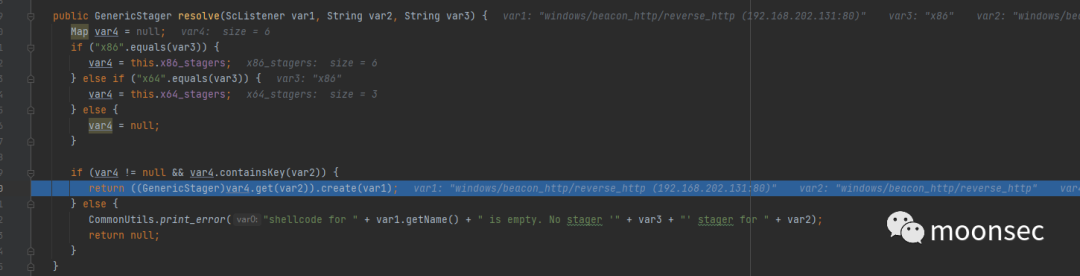 public GenericStager resolve(ScListener var1, String var2, String var3) {   var1: "windows/beacon_http/reverse_http (192.168.202.131:80)"    var3: "x86"    var2: "windows/bea
Map var4 = null;   var4:  size = 6
if ("x86".equals(var3)) {
var4 = this.x86_stagers;   x86_stagers:  size = 6
} else if ("x64".equals(var3)) {   var3: "x86"
var4 = this.x64_stagers;   x64_stagers:  size = 3
} else {
var4 = null;
}
if (var4 != null && var4.containsKey(var2)) {
return ((GenericStager)var4.get(var2)).create(var1);   var1: "windows/beacon_http/reverse_http (192.168.202.131:80)"    var2: "windows/beacon_http/reverse_http"    var4
} else {
CommonUtils.print_error( var0: "shellcode for " + var1.getName() + " is empty. No stager '" + var3 + "' stager for " + var2);
return null;
}
}
moonsec